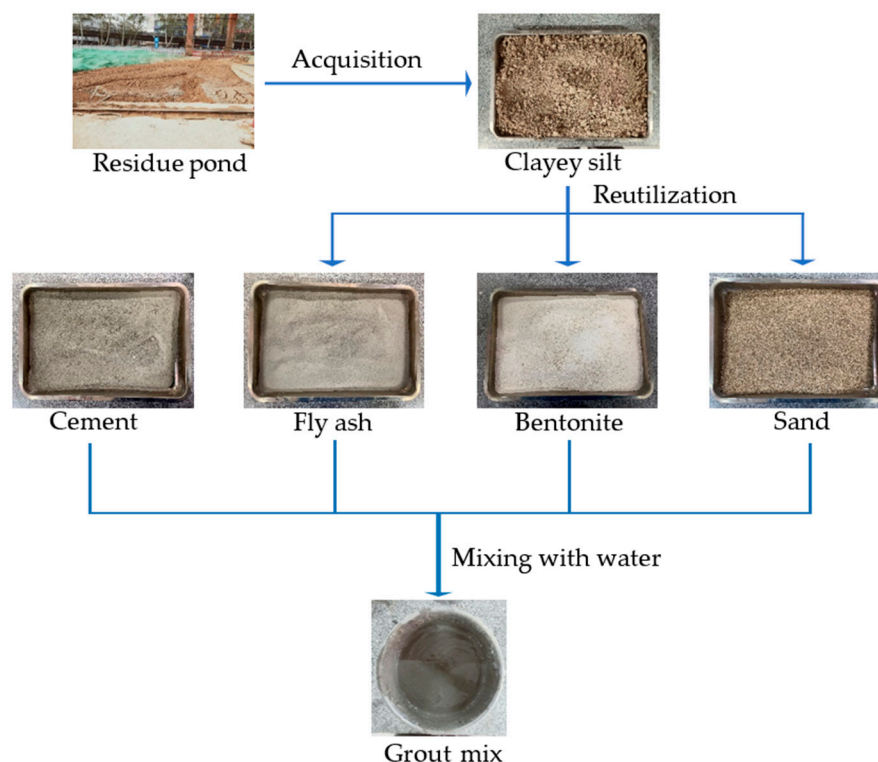 Acquisition
Residue pond
Clayey silt
Reutilization
Cement
Fly ash
Bentonite
Sand
Mixing with water
Grout mix